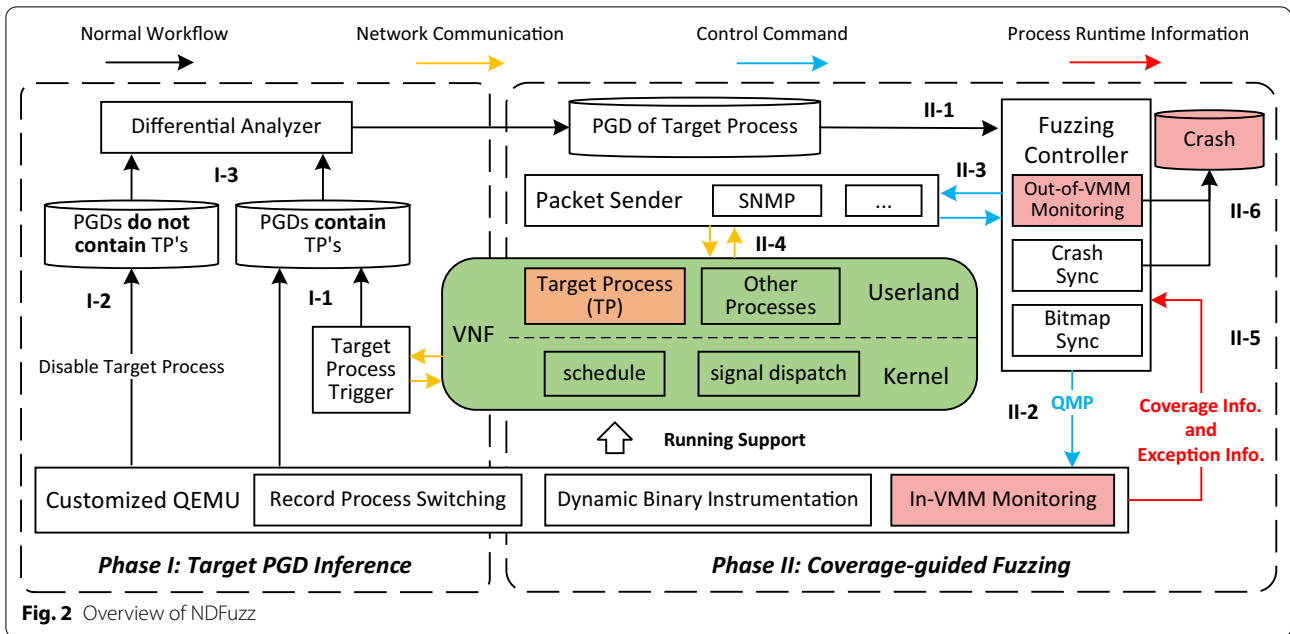 Normal Workflow
Network Communication
Control Command
Process Runtime Information
Differential Analyzer
PGD of Target Process
II-1
Fuzzing
Controller
Crash
I-3
II-3
Out-of-VMM
Monitoring
PGDs do not
contain TP's
PGDs contain
TP's
Packet Sender
SNMP
...
II-6
II-4
Crash
Sync
I-2
I-1
Target Process
(TP)
Other
Processes
Userland
Bitmap
Sync
VNF
II-5
Disable Target Process
Target
Process
Trigger
schedule
signal dispatch
Kernel
II-2
QMP
Coverage Info.
and
Exception Info.
Running Support
Customized QEMU
Record Process Switching
Dynamic Binary Instrumentation
In-VMM Monitoring
Phase I: Target PGD Inference
Phase II: Coverage-guided Fuzzing
Fig. 2 Overview of NDFuzz